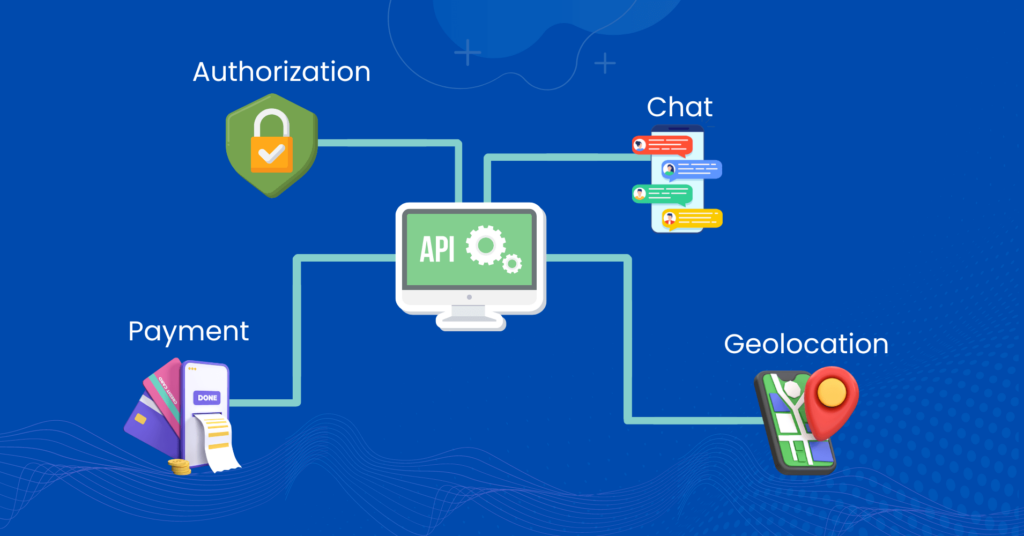 Authorization
Chat
API
Payment
DONE
Geolocation